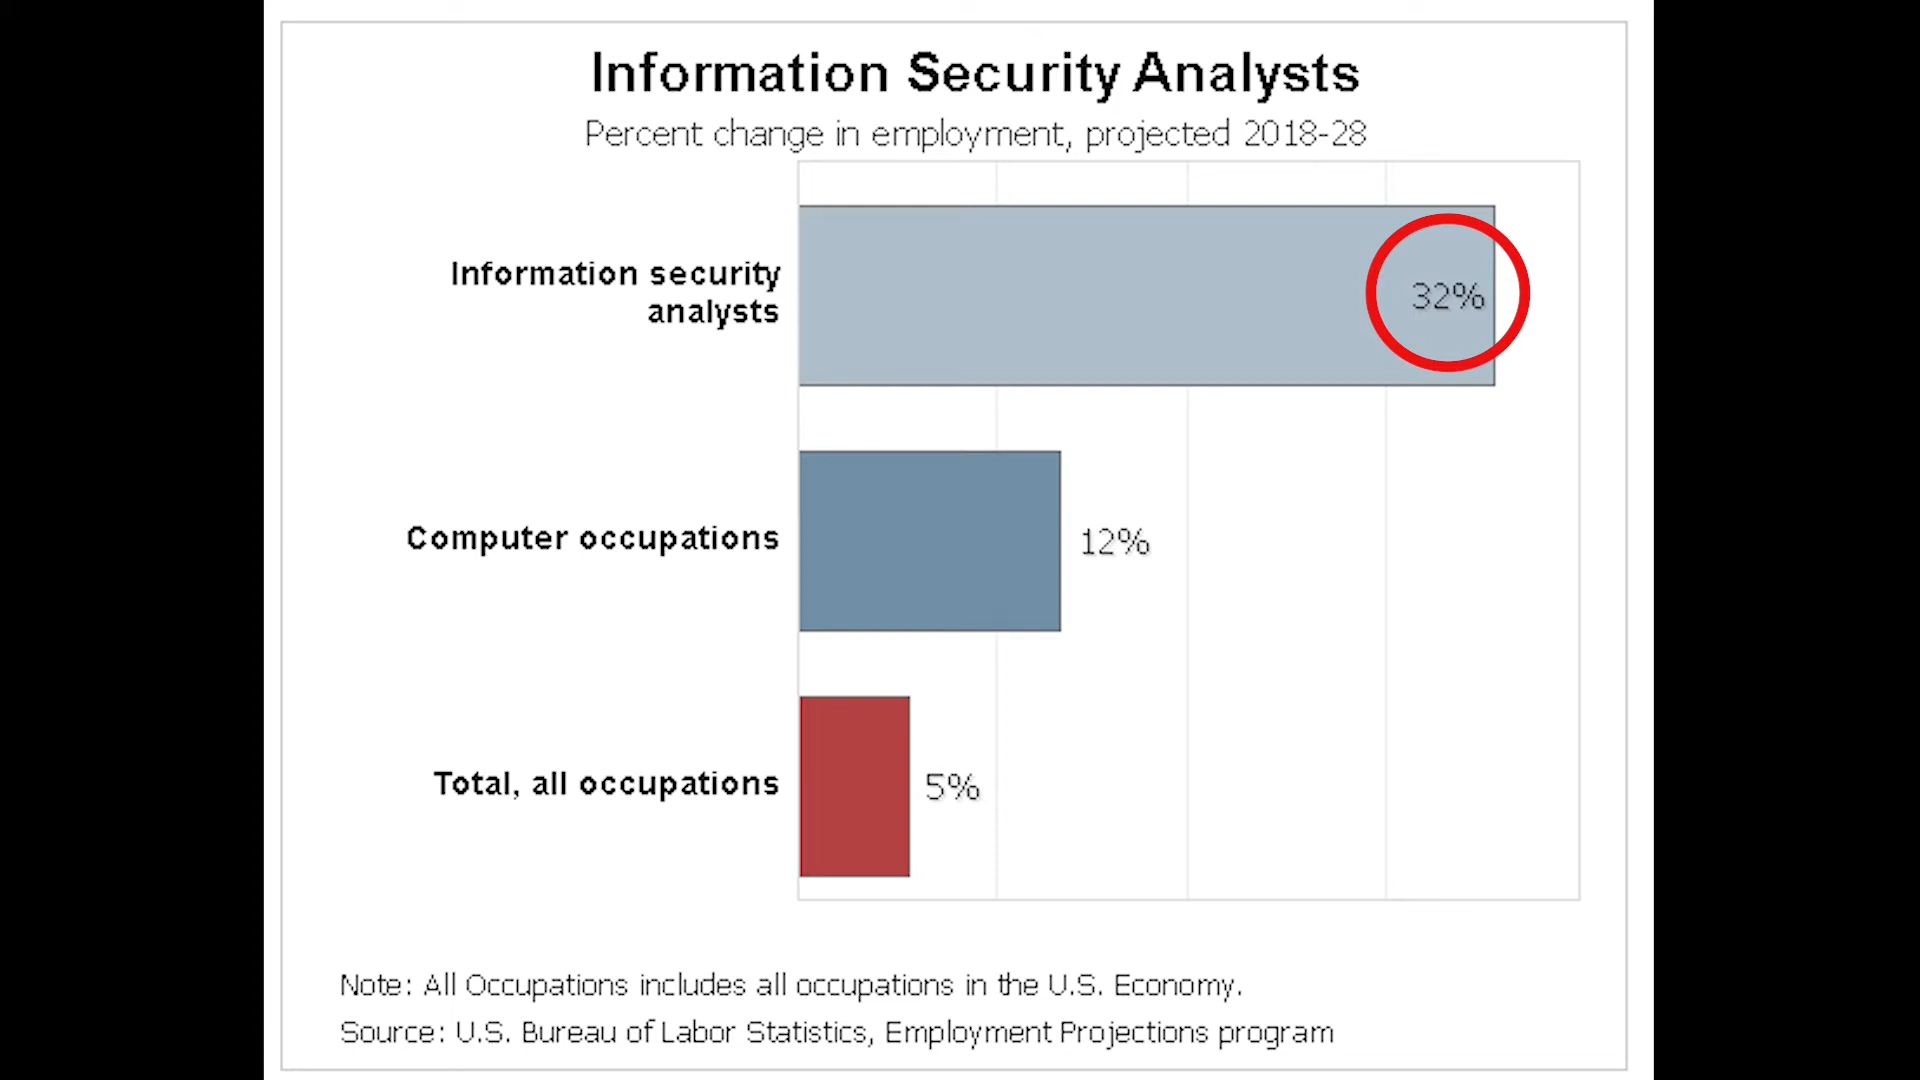 Information Security Analysts
Percent change in employment, projected 2018-28
Information security
analysts
32%
Computer occupations
12%
Total, all occupations
5%
Note: All Occupations includes all occupations in the U.S. Economy.
Source: U.S. Bureau of Labor Statistics, Employment Projections program